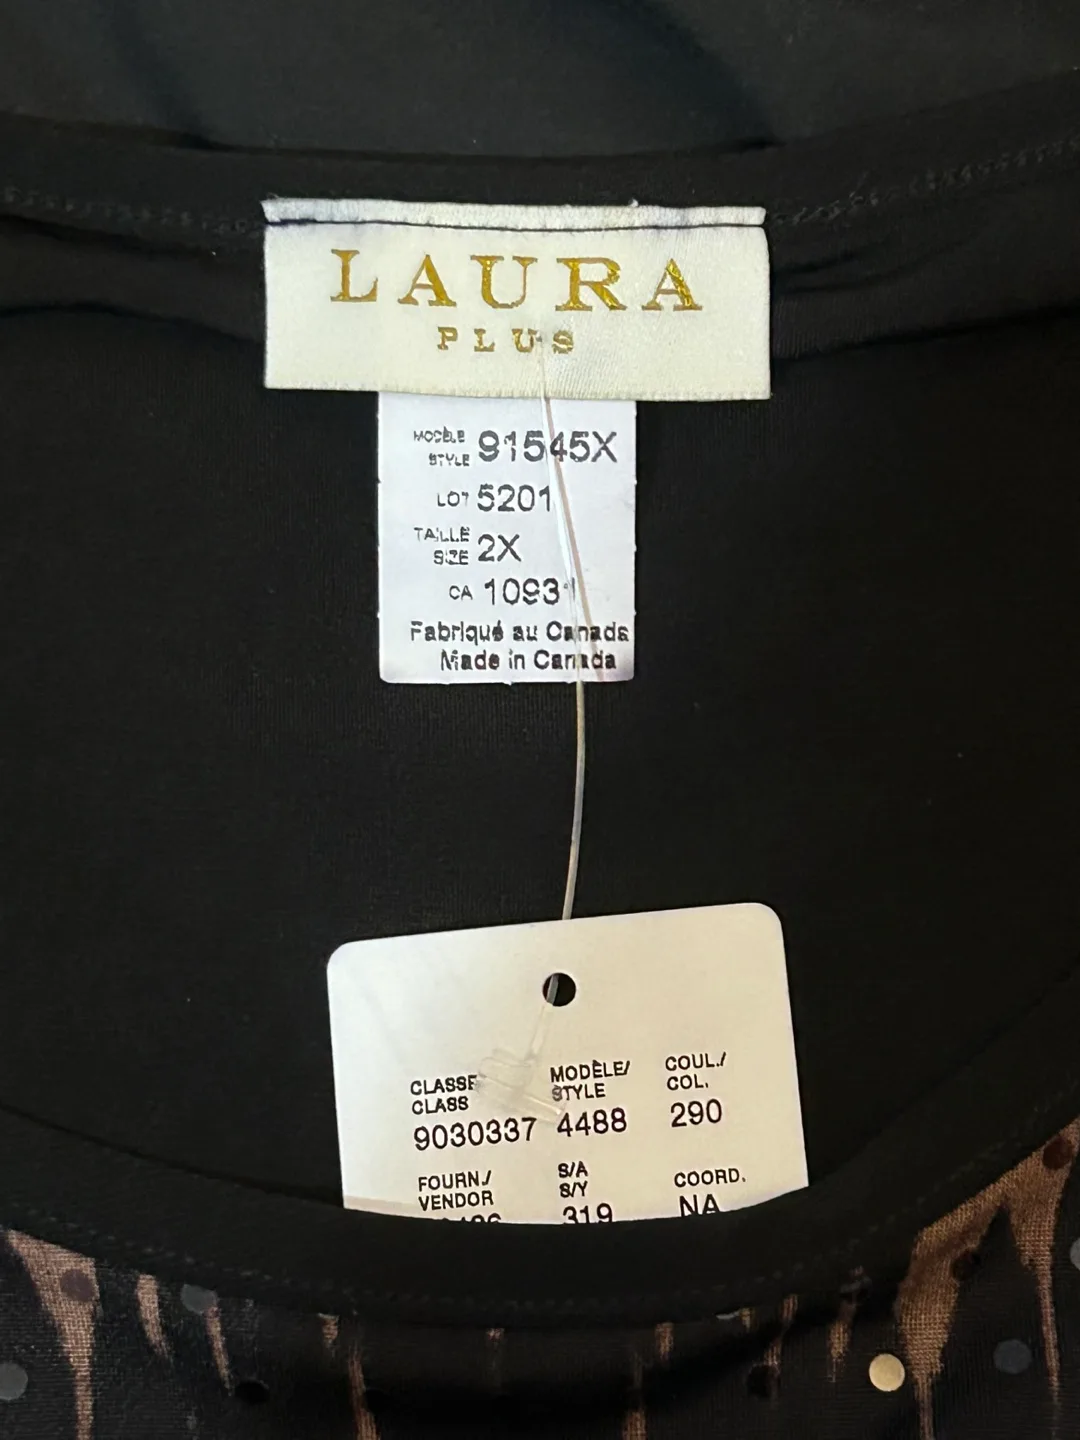 LAURA
PLUS
MODÈLE
STYLE 91545X
LOT 5201
TAILLE
SIZE 2X
CA 10931
Fabriqué au Canada
Made in Canada
CLASSE MODÈLE/ COUL./
CLASS STYLE COL.
9030337 4488 290
FOURN./ S/A COORD.
VENDOR S/Y
319 NA